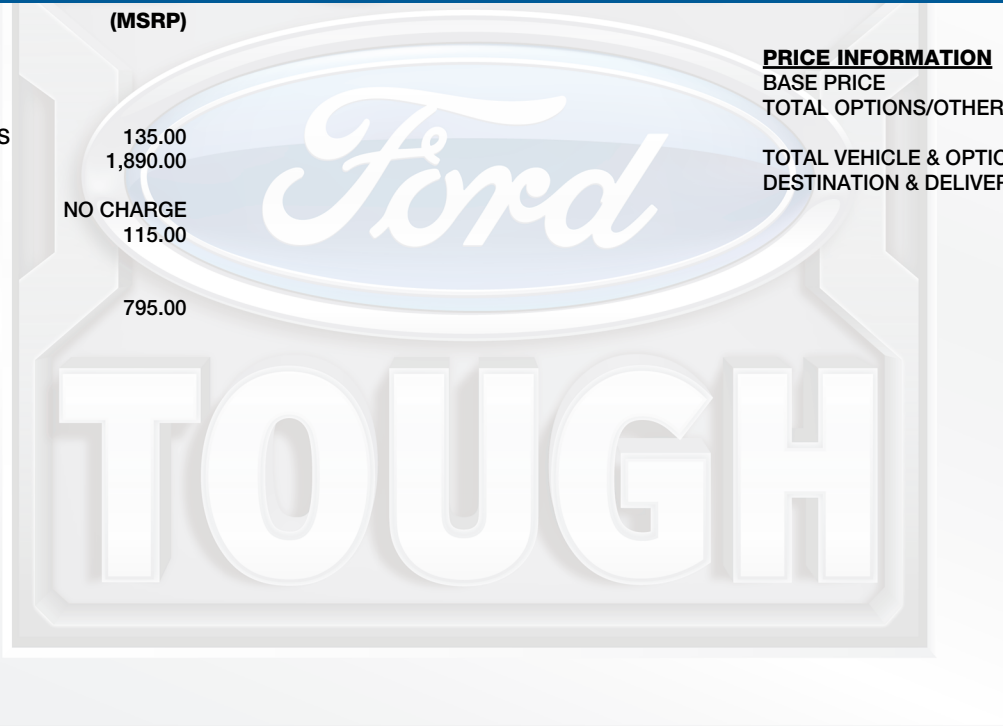 (MSRP)
S 135.00
1,890.00
NO CHARGE
115.00
795.00
PRICE INFORMATION
BASE PRICE
TOTAL OPTIONS/OTHER
TOTAL VEHICLE & OPTIO
DESTINATION & DELIVER
Ford
TOUGH